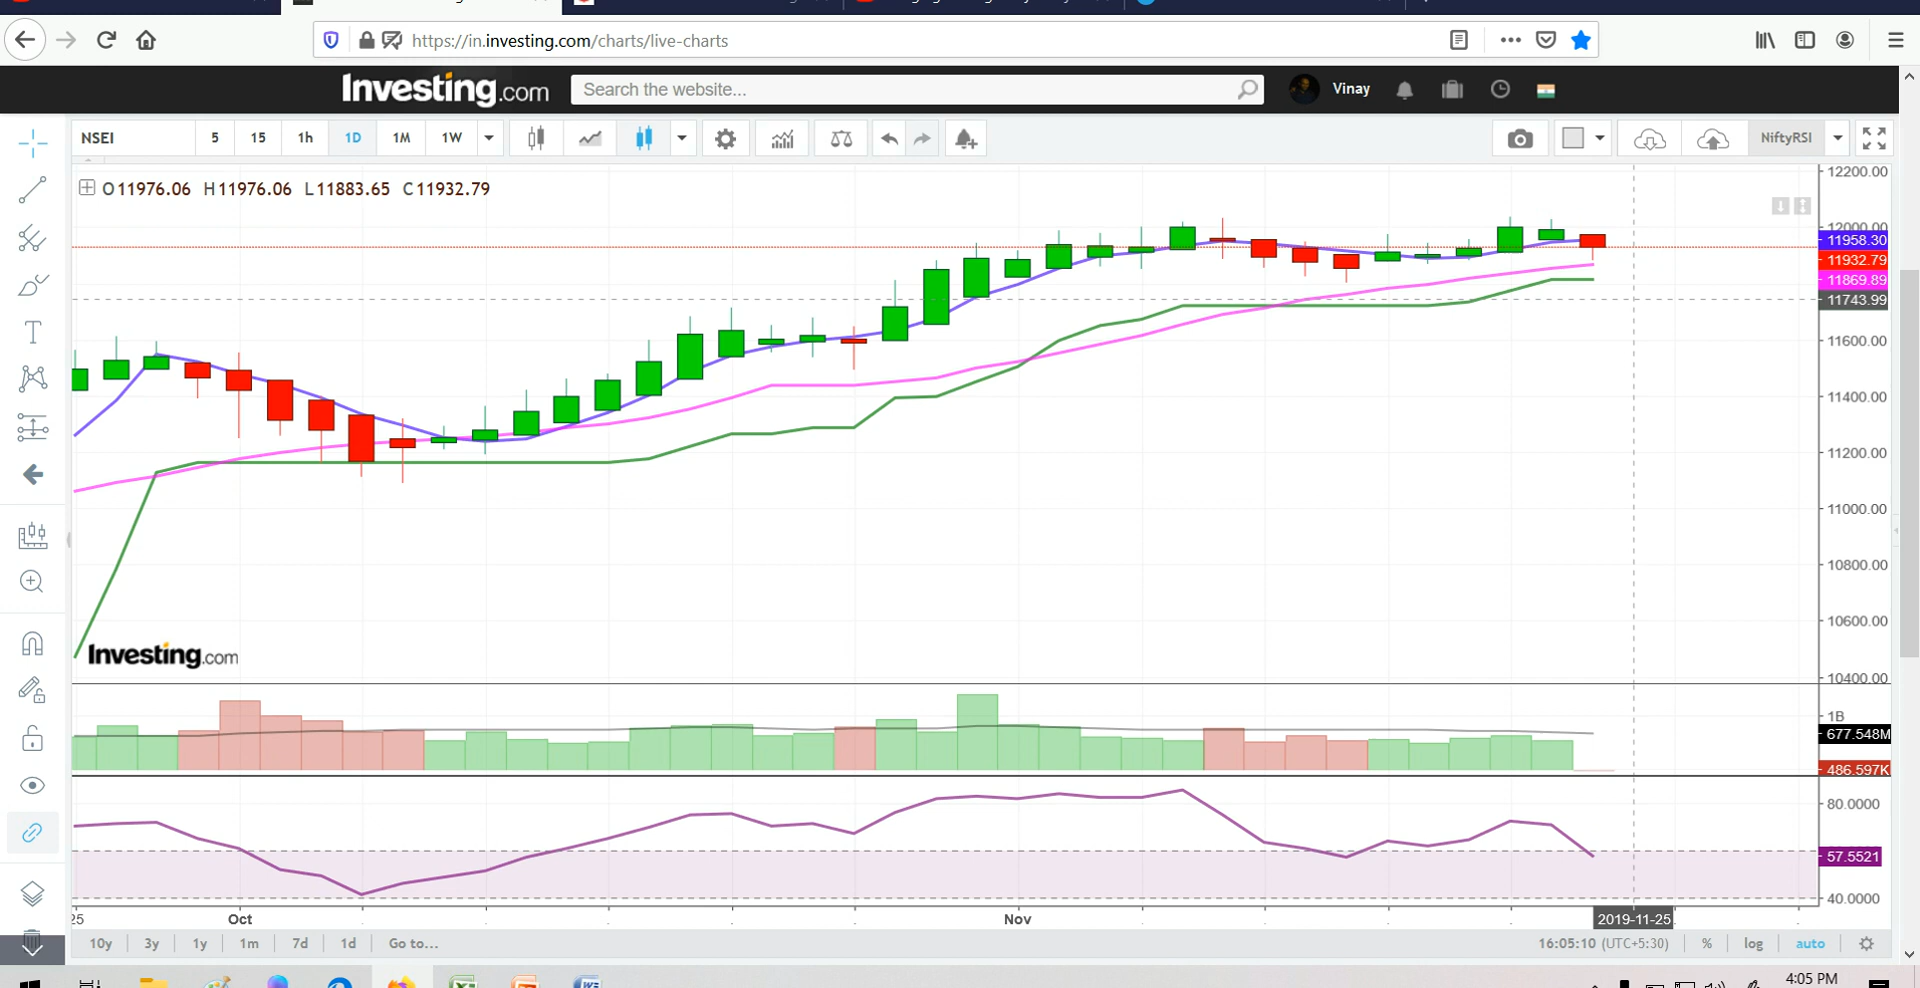 https://in.investing.com/charts/live-charts
Investing.com
Search the website...
Vinay
NSEI
5
15
1h
1D
1M
1W
NiftyRSI
O 11976.06 H 11976.06 L 11883.65 C 11932.79
12200.00
12000.00
11958.30
11932.79
11869.89
11743.99
11600.00
11400.00
11200.00
11000.00
10800.00
10600.00
10400.00
Investing.com
1B
677.548M
486.597K
80.0000
57.5521
40.0000
25
Oct
Nov
2019-11-25
10y
3y
1y
1m
7d
1d
Go to...
16:05:10 (UTC+5:30)
%
log
auto
4:05 PM